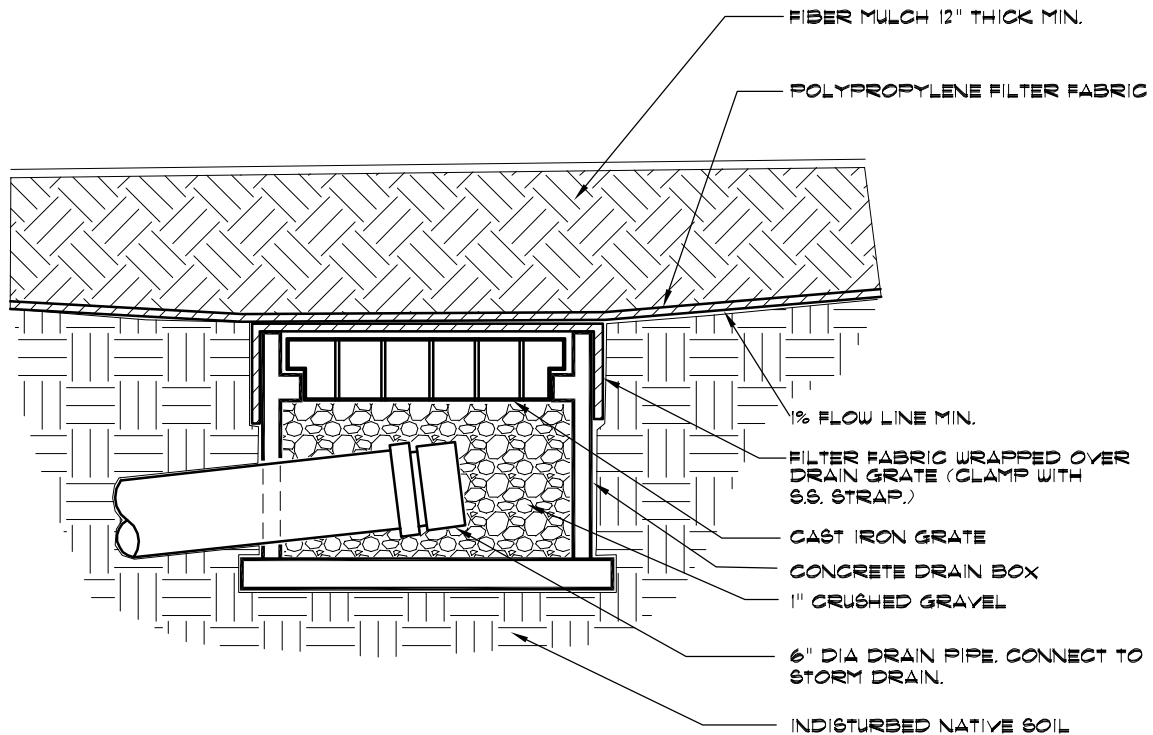 FIBER MULCH 12" THICK MIN.
POLYPROPYLENE FILTER FABRIC
1% FLOW LINE MIN.
FILTER FABRIC WRAPPED OVER
DRAIN GRATE (CLAMP WITH
S.S. STRAP.)
CAST IRON GRATE
CONCRETE DRAIN BOX
1" CRUSHED GRAVEL
6" DIA DRAIN PIPE. CONNECT TO
STORM DRAIN.
INDISTURBED NATIVE SOIL